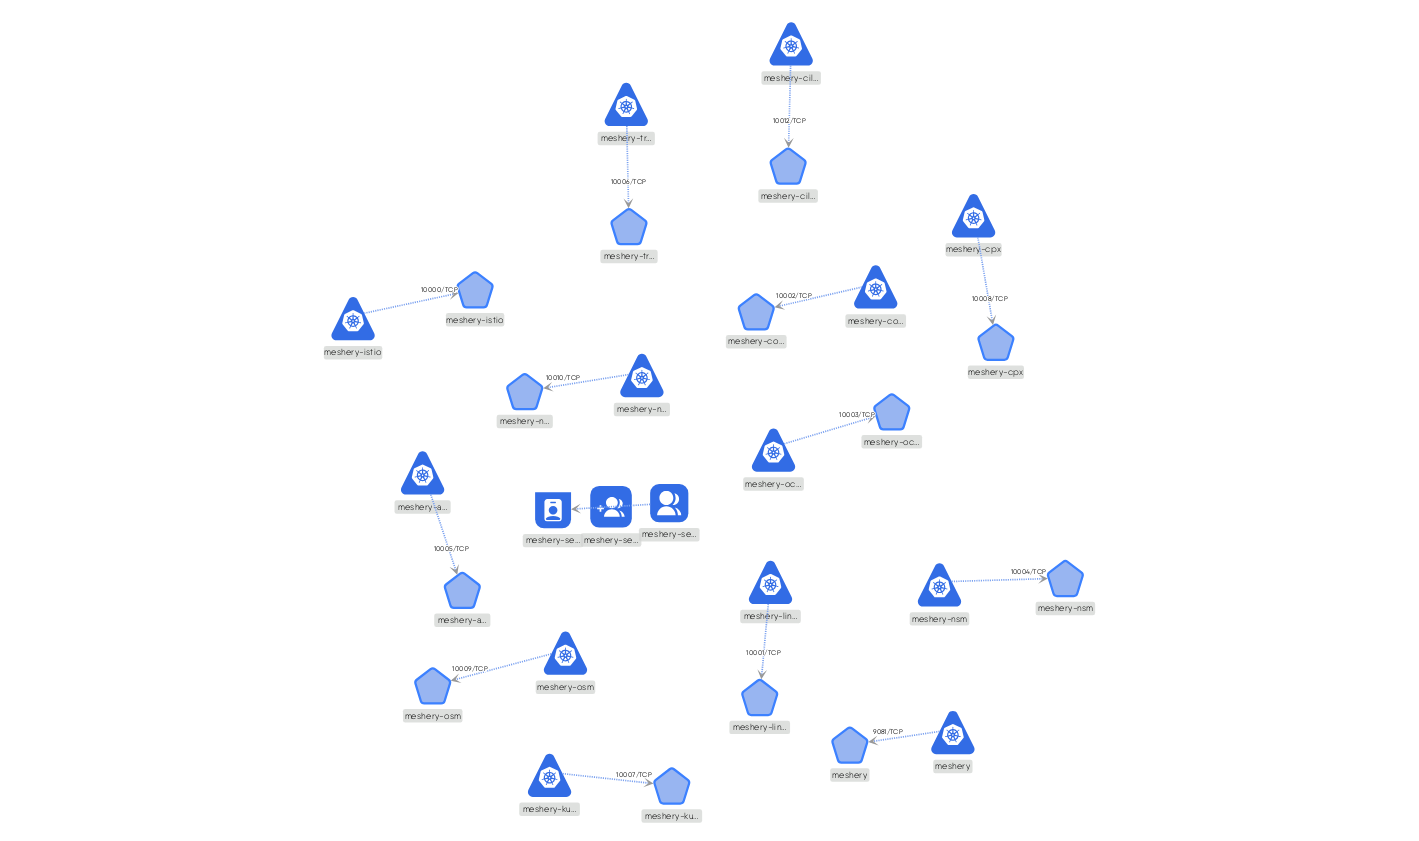 meshery-cil...
10012/TCP
meshery-cil...
meshery-tr...
10006/TCP
meshery-tr...
meshery-cpx
10008/TCP
meshery-cpx
10000/TCP
meshery-istio
meshery-istio
10002/TCP
meshery-co...
meshery-co...
10010/TCP
meshery-n...
meshery-n...
10003/TCP
meshery-oc...
meshery-oc...
meshery-a...
10005/TCP
meshery-a...
meshery-se...
meshery-se...
meshery-se...
meshery-lin...
10001/TCP
meshery-lin...
10004/TCP
meshery-nsm
meshery-nsm
10009/TCP
meshery-osm
meshery-osm
9081/TCP
meshery
meshery
10007/TCP
meshery-ku...
meshery-ku...